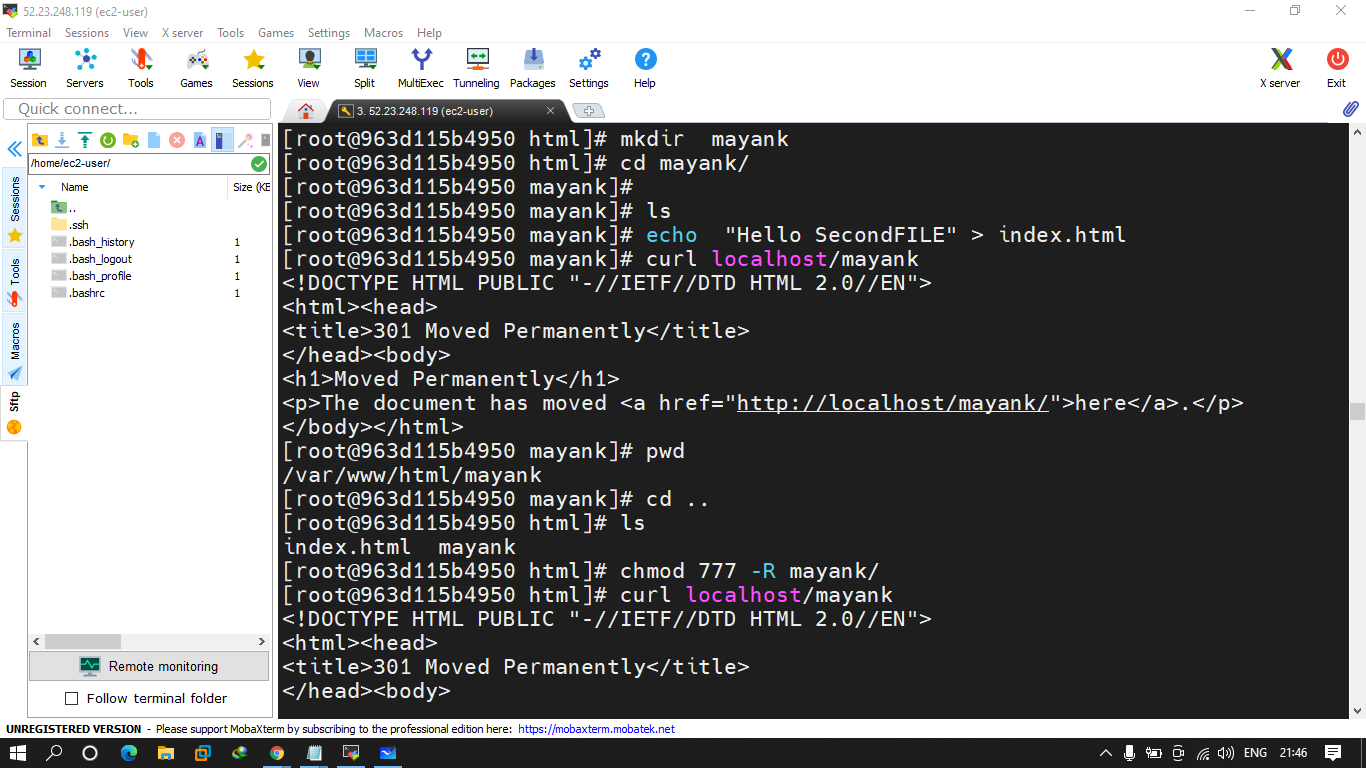 52.23.248.119 (ec2-user)
Terminal Sessions View X server Tools Games Settings Macros Help
Session Servers Tools Games Sessions View Split MultiExec Tunneling Packages Settings Help X server Exit
Quick connect...
3. 52.23.248.119 (ec2-user)
/home/ec2-user/
Name Size (KB
..
.ssh
.bash_history 1
.bash_logout 1
.bash_profile 1
.bashrc 1
Sessions
Tools
Macros
Sftp
Remote monitoring
Follow terminal folder
[root@963d115b4950 html]# mkdir  mayank
[root@963d115b4950 html]# cd mayank/
[root@963d115b4950 mayank]#
[root@963d115b4950 mayank]# ls
[root@963d115b4950 mayank]# echo  "Hello SecondFILE" > index.html
[root@963d115b4950 mayank]# curl localhost/mayank
<!DOCTYPE HTML PUBLIC "-//IETF//DTD HTML 2.0//EN">
<html><head>
<title>301 Moved Permanently</title>
</head><body>
<h1>Moved Permanently</h1>
<p>The document has moved <a href="http://localhost/mayank/">here</a>.</p>
</body></html>
[root@963d115b4950 mayank]# pwd
/var/www/html/mayank
[root@963d115b4950 mayank]# cd ..
[root@963d115b4950 html]# ls
index.html  mayank
[root@963d115b4950 html]# chmod 777 -R mayank/
[root@963d115b4950 html]# curl localhost/mayank
<!DOCTYPE HTML PUBLIC "-//IETF//DTD HTML 2.0//EN">
<html><head>
<title>301 Moved Permanently</title>
</head><body>
UNREGISTERED VERSION - Please support MobaXterm by subscribing to the professional edition here: https://mobaxterm.mobatek.net
ENG 21:46